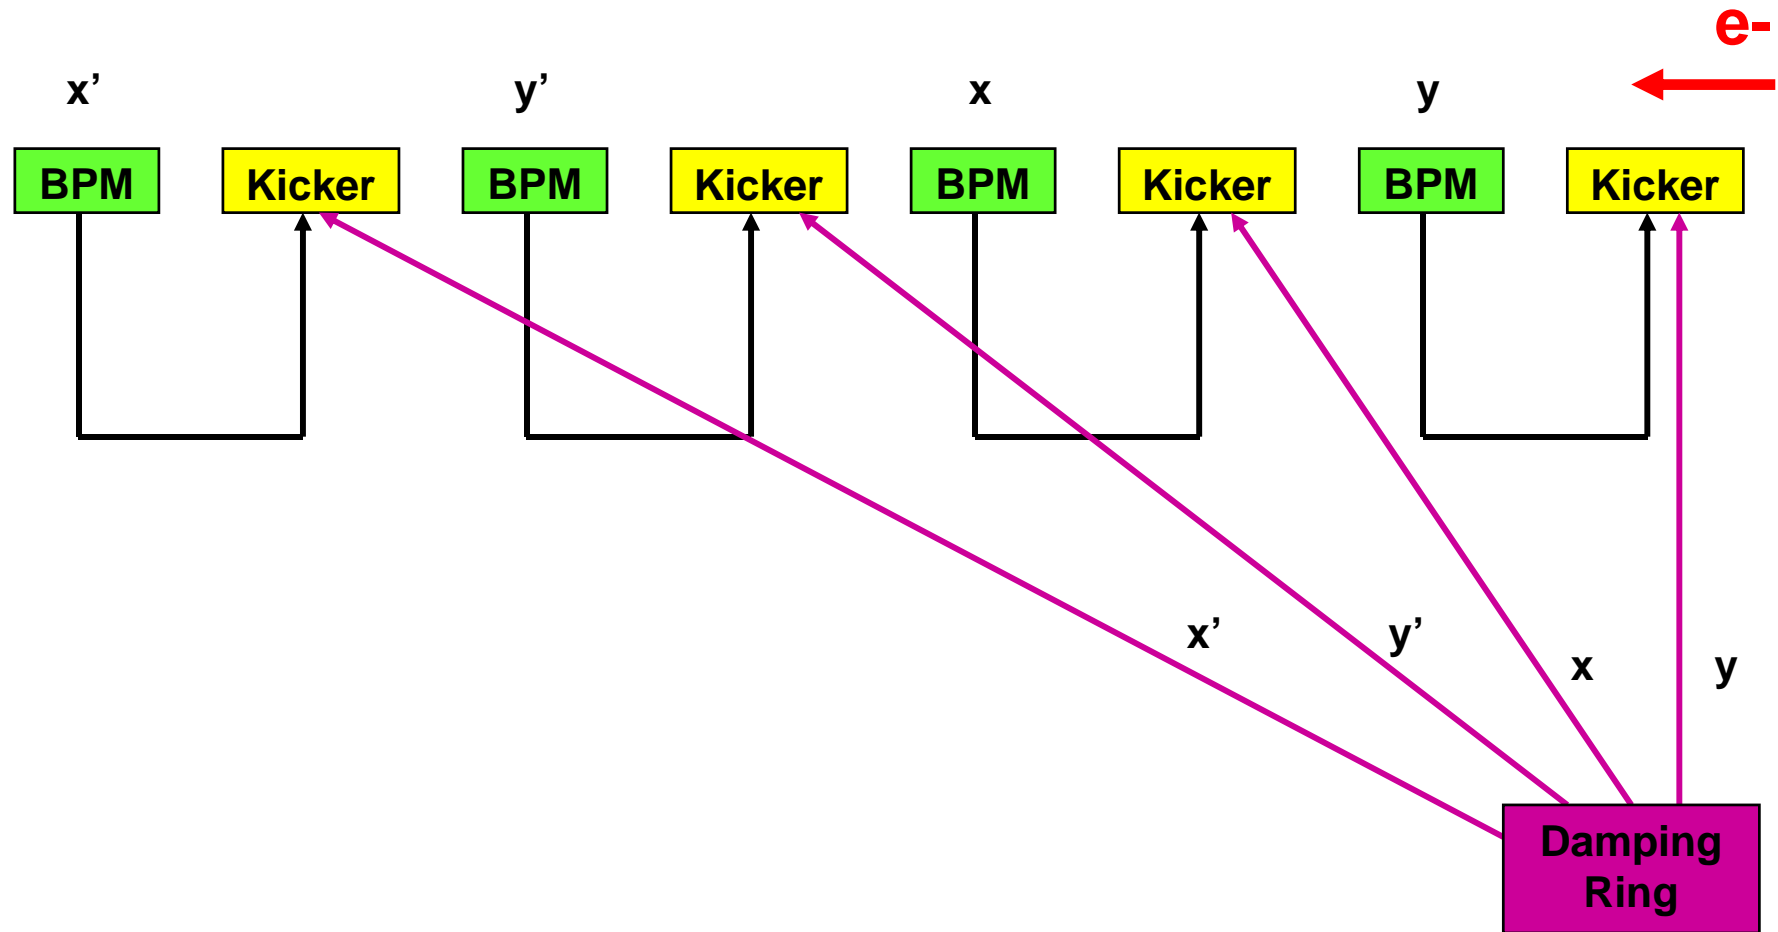 e-
x’
y’
x
y
BPM
Kicker
BPM
Kicker
BPM
Kicker
BPM
Kicker
x’
y’
x
y
Damping
Ring